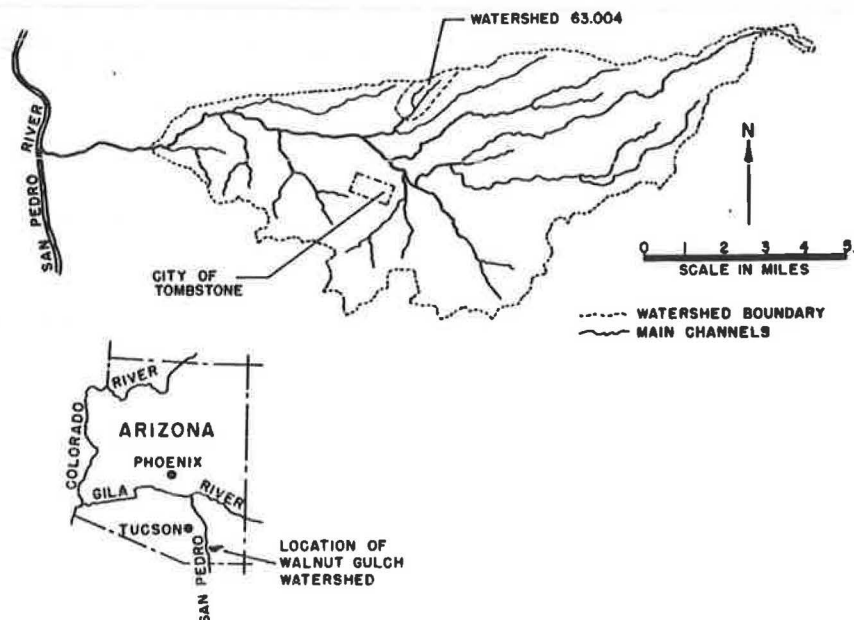 WATERSHED 63.004
SAN PEDRO RIVER
N
CITY OF
TOMBSTONE
0 1 2 3 4 5
SCALE IN MILES
WATERSHED BOUNDARY
MAIN CHANNELS
RIVER
COLORADO
ARIZONA
PHOENIX
GILA RIVER
TUCSON
SAN PEDRO
LOCATION OF
WALNUT GULCH
WATERSHED